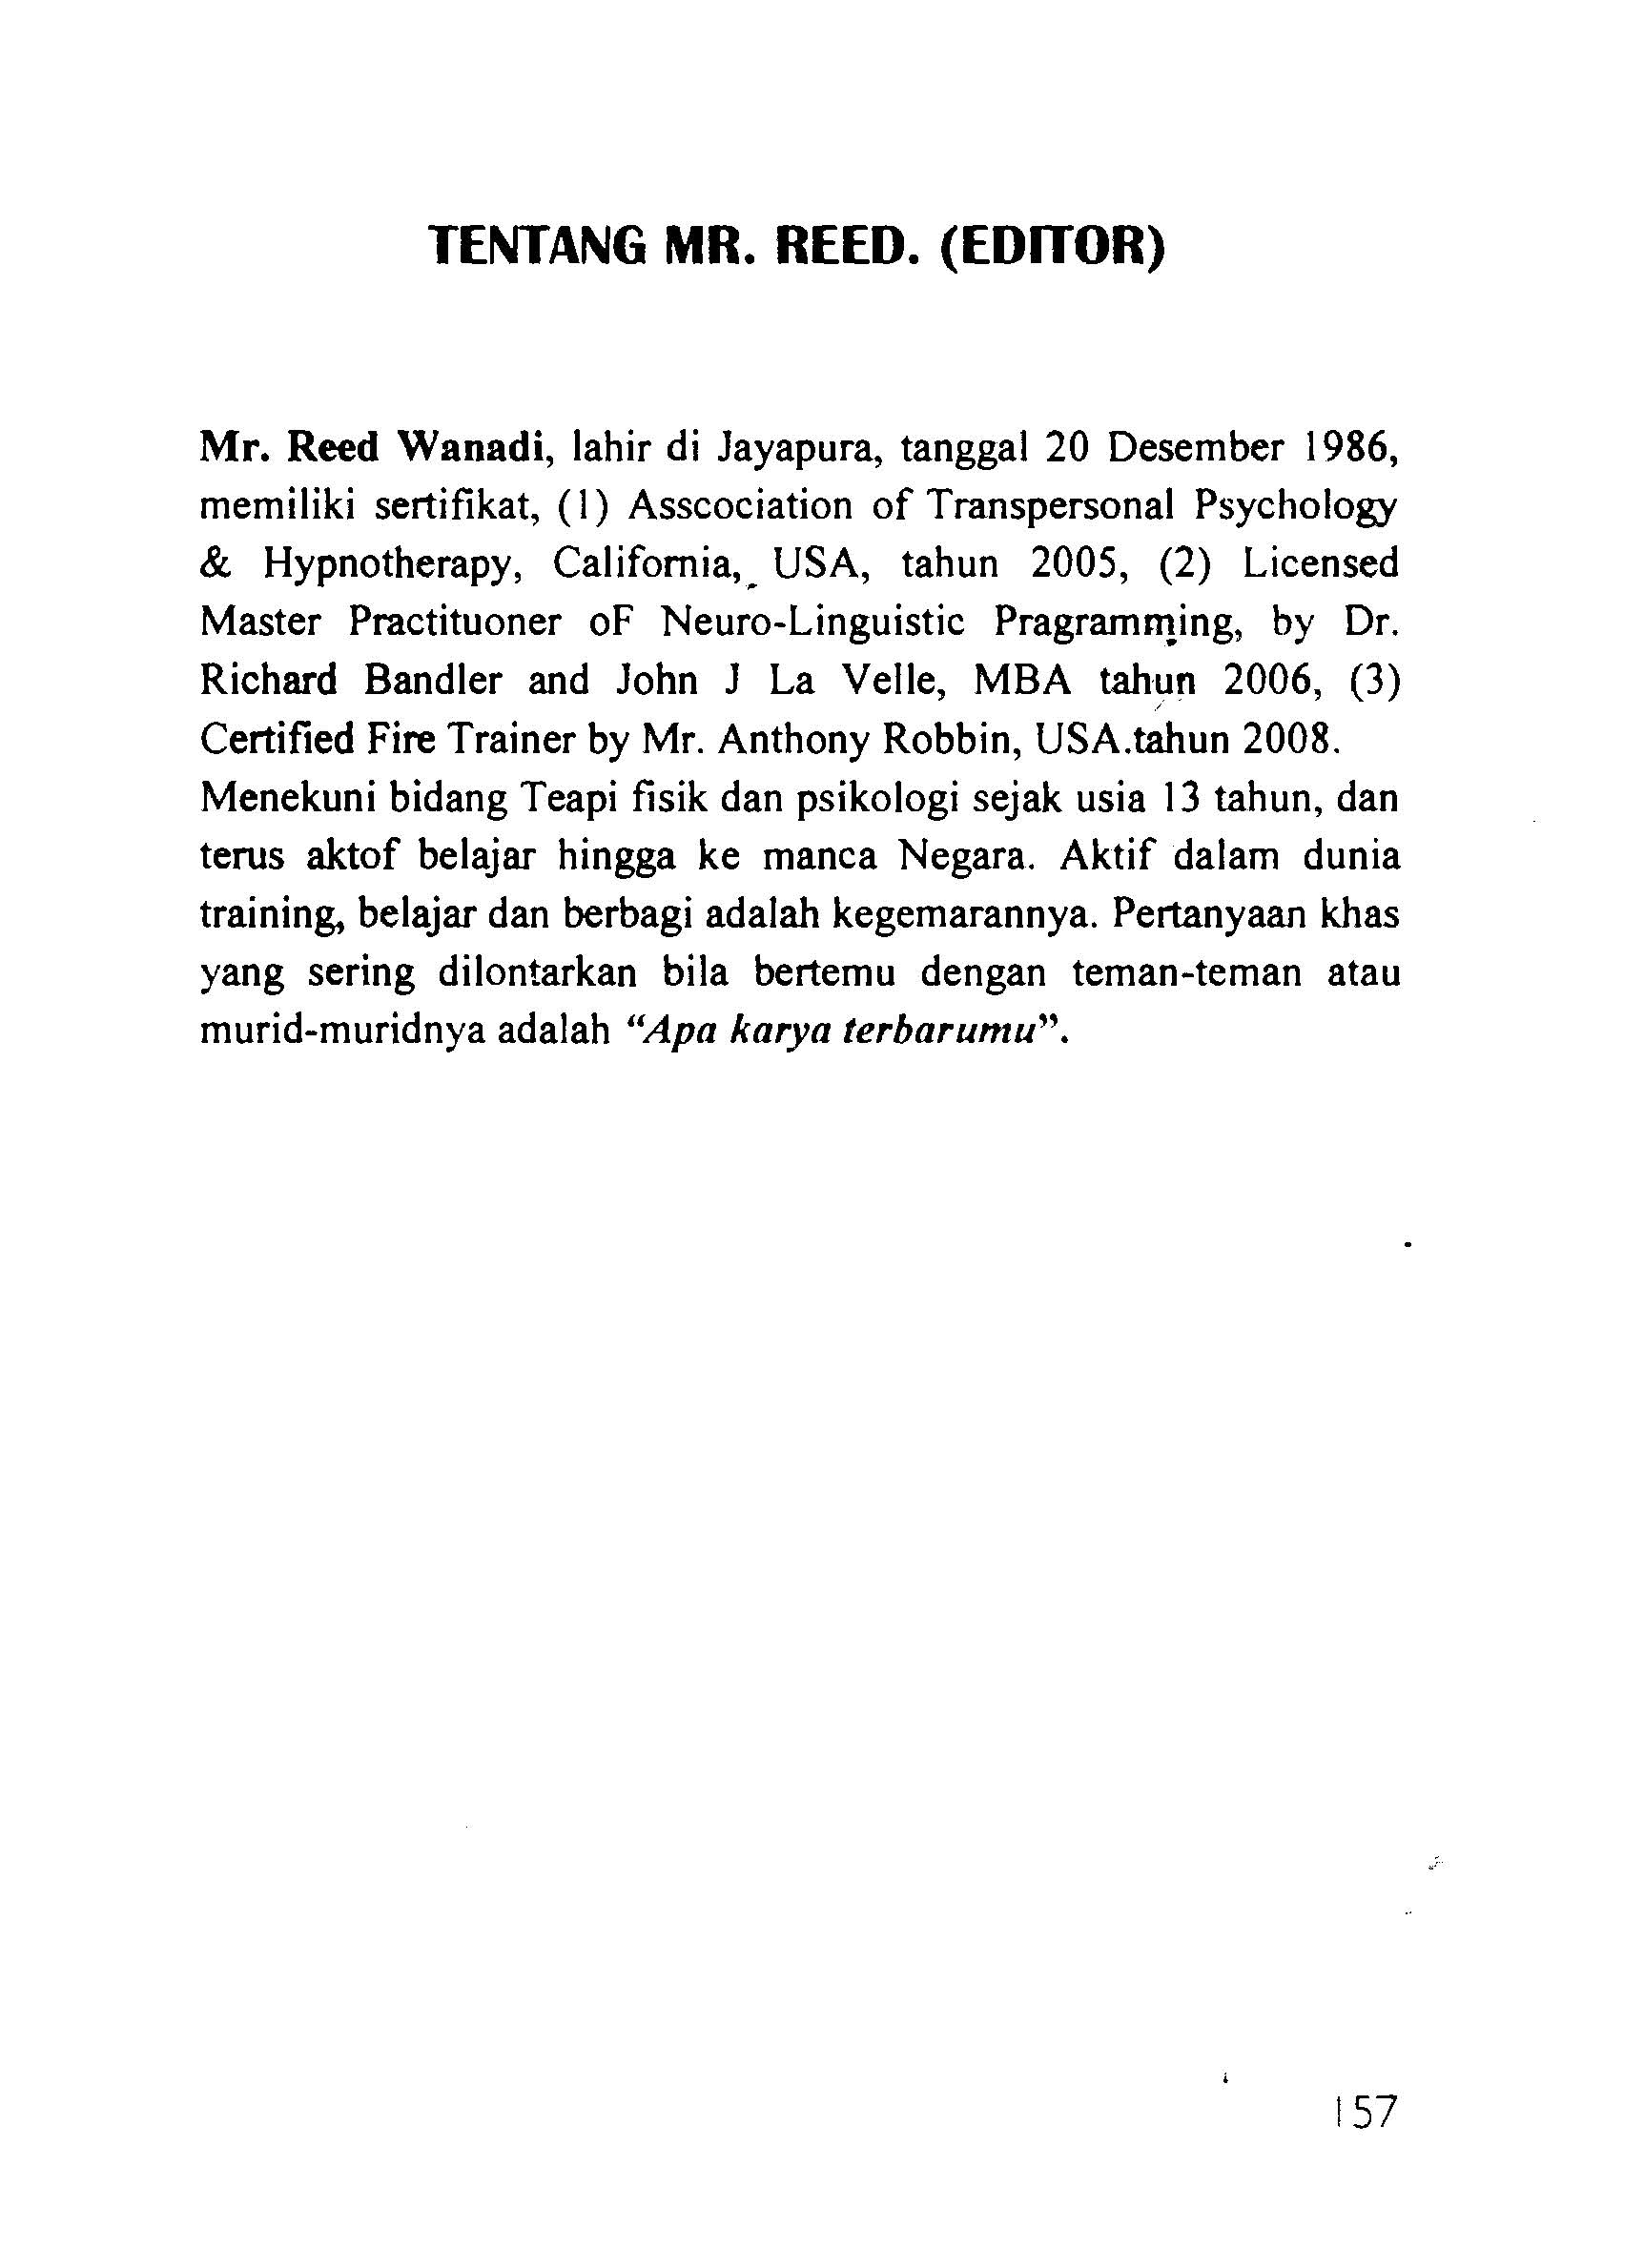 TENTANG MR. REED. (EDITOR)
Mr. Reed Wanadi, lahir di Jayapura, tanggal 20 Desember 1986,
memiliki sertifikat, (1) Asscociation of Transpersonal Psychology
& Hypnotherapy, California, USA, tahun 2005, (2) Licensed
Master Practituoner oF Neuro-Linguistic Pragramming, by Dr.
Richard Bandler and John J La Velle, MBA tahun 2006, (3)
Certified Fire Trainer by Mr. Anthony Robbin, USA.tahun 2008.
Menekuni bidang Teapi fisik dan psikologi sejak usia 13 tahun, dan
terus aktof belajar hingga ke manca Negara. Aktif dalam dunia
training, belajar dan berbagi adalah kegemarannya. Pertanyaan khas
yang sering dilontarkan bila bertemu dengan teman-teman atau
murid-muridnya adalah “Apa karya terbarumu”.
157